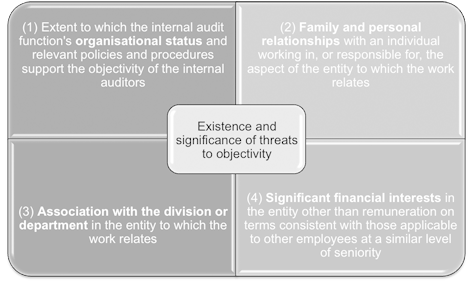 (1) Extent to which the internal audit
function's organisational status and
relevant policies and procedures
support the objectivity of the internal
auditors
(2) Family and personal
relationships with an individual
working in, or responsible for, the
aspect of the entity to which the work
relates
Existence and
significance of threats
to objectivity
(3) Association with the division or
department in the entity to which the
work relates
(4) Significant financial interests in
the entity other than remuneration on
terms consistent with those applicable
to other employees at a similar level
of seniority